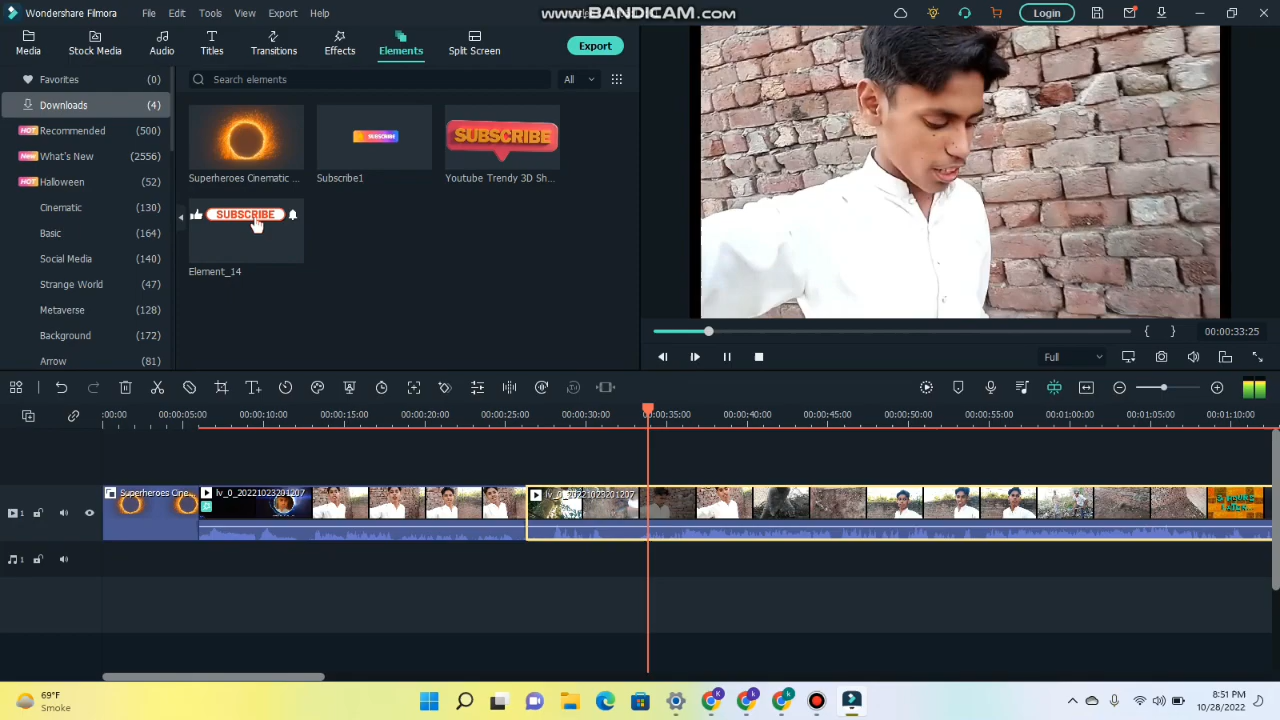 Wondershare Filmora
File
Edit
Tools
View
Export
Help
www.BANDICAM.com
Login
Media
Stock Media
Audio
Titles
Transitions
Effects
Elements
Split Screen
Export
Favorites (0)
Downloads (4)
HOT Recommended (500)
New What's New (2556)
HOT Halloween (52)
Cinematic (130)
Basic (164)
Social Media (140)
Strange World (47)
Metaverse (128)
Background (172)
Arrow (81)
Search elements
All
SUBSCRIBE
SUBSCRIBE
Superheroes Cinematic ...
Subscribe1
Youtube Trendy 3D Sh...
SUBSCRIBE
Element_14
{ }
00:00:33:25
Full
:00:00
00:00:05:00
00:00:10:00
00:00:15:00
00:00:20:00
00:00:25:00
00:00:30:00
00:00:35:00
00:00:40:00
00:00:45:00
00:00:50:00
00:00:55:00
00:01:00:00
00:01:05:00
00:01:10:00
1
Superheroes Cine...
lv_0_20221023201207
lv_0_20221023201207
1
69°F
Smoke
8:51 PM
10/28/2022